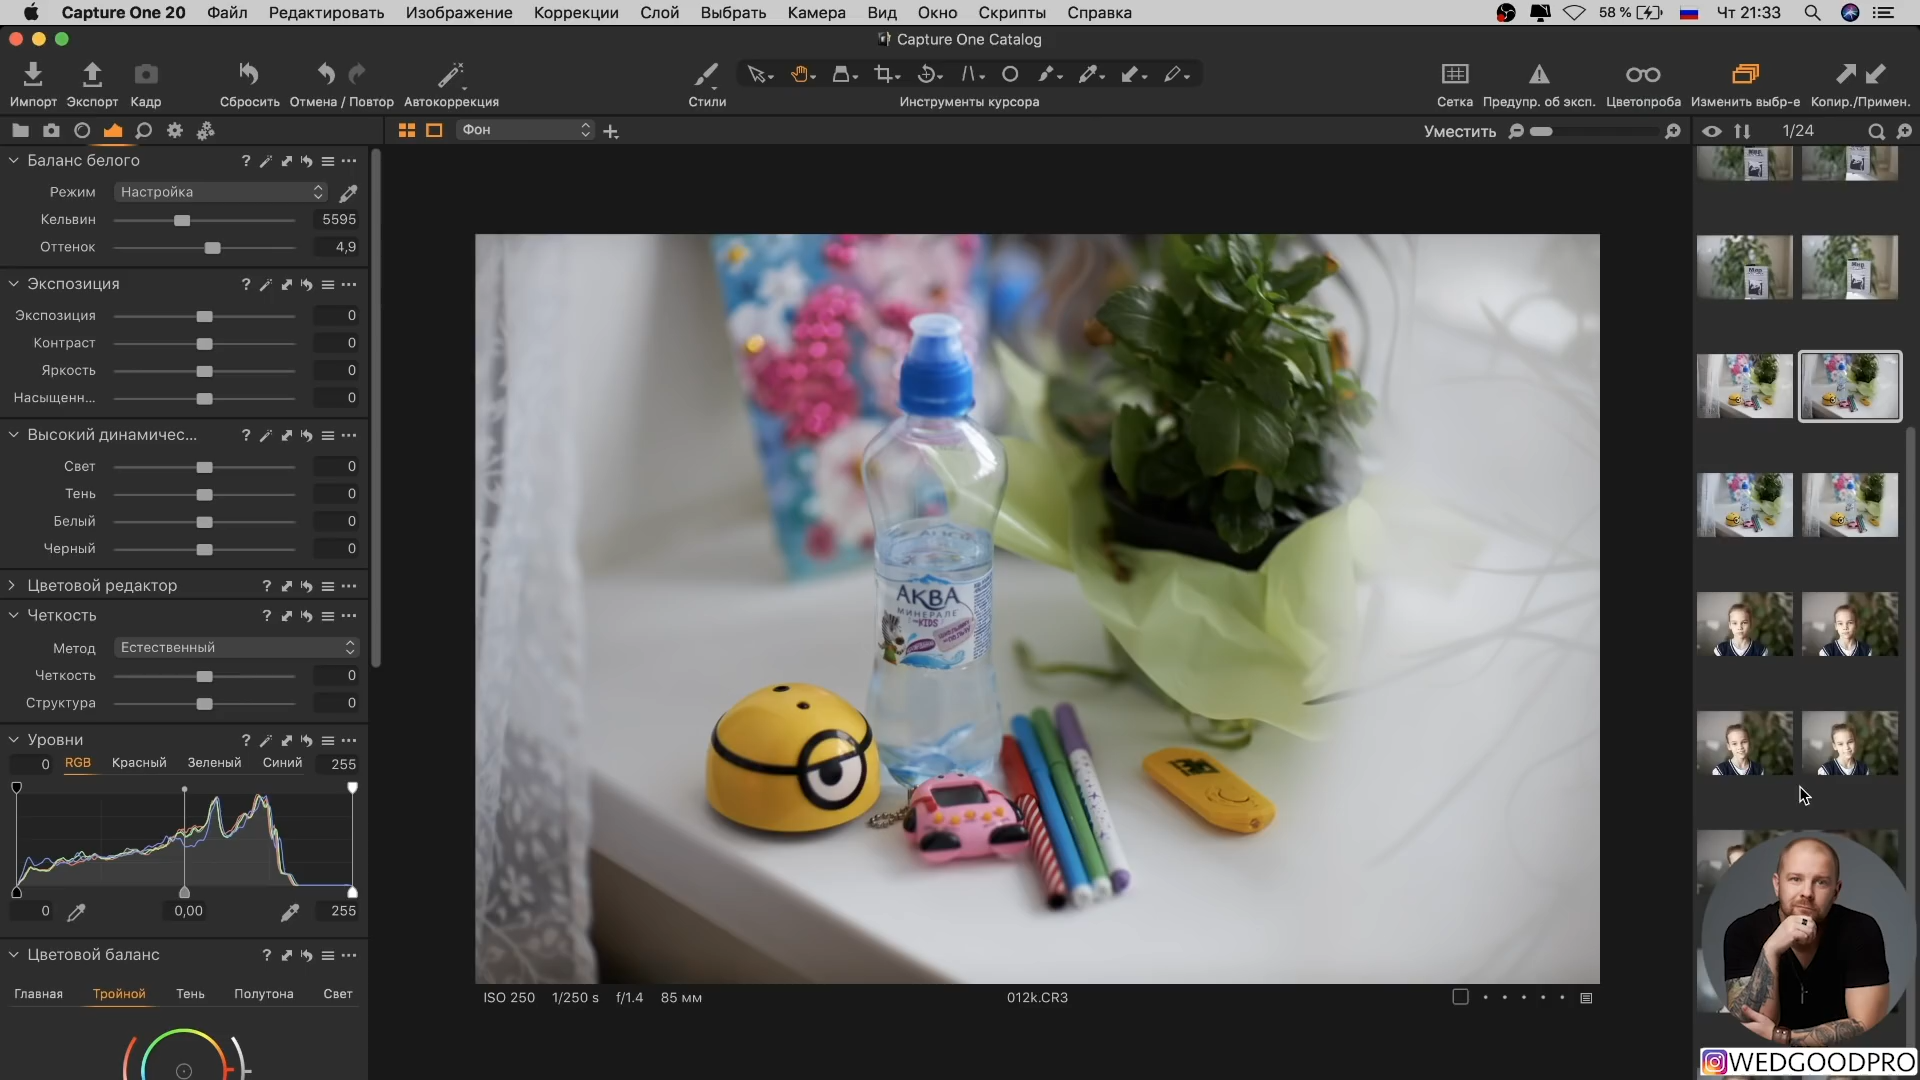 Capture One 20 Файл Редактировать Изображение Коррекции Слой Выбрать Камера Вид Окно Скрипты Справка 58 % Чт 21:33
Capture One Catalog
Импорт Экспорт Кадр Сбросить Отмена / Повтор Автокоррекция Стили Инструменты курсора Сетка Предупр. об эксп. Цветопроба Изменить выбр-е Копир./Примен.
Фон Уместить 1/24
Баланс белого
Режим Настройка
Кельвин 5595
Оттенок 4,9
Экспозиция
Экспозиция 0
Контраст 0
Яркость 0
Насыщенн... 0
Высокий динамичес...
Свет 0
Тень 0
Белый 0
Черный 0
Цветовой редактор
Четкость
Метод Естественный
Четкость 0
Структура 0
Уровни
0 RGB Красный Зеленый Синий 255
0 0,00 255
Цветовой баланс
Главная Тройной Тень Полутона Свет
АКВА
МИНЕРАЛЕ
KIDS
ISO 250 1/250 s f/1.4 85 мм 012k.CR3
WEDGOODPRO